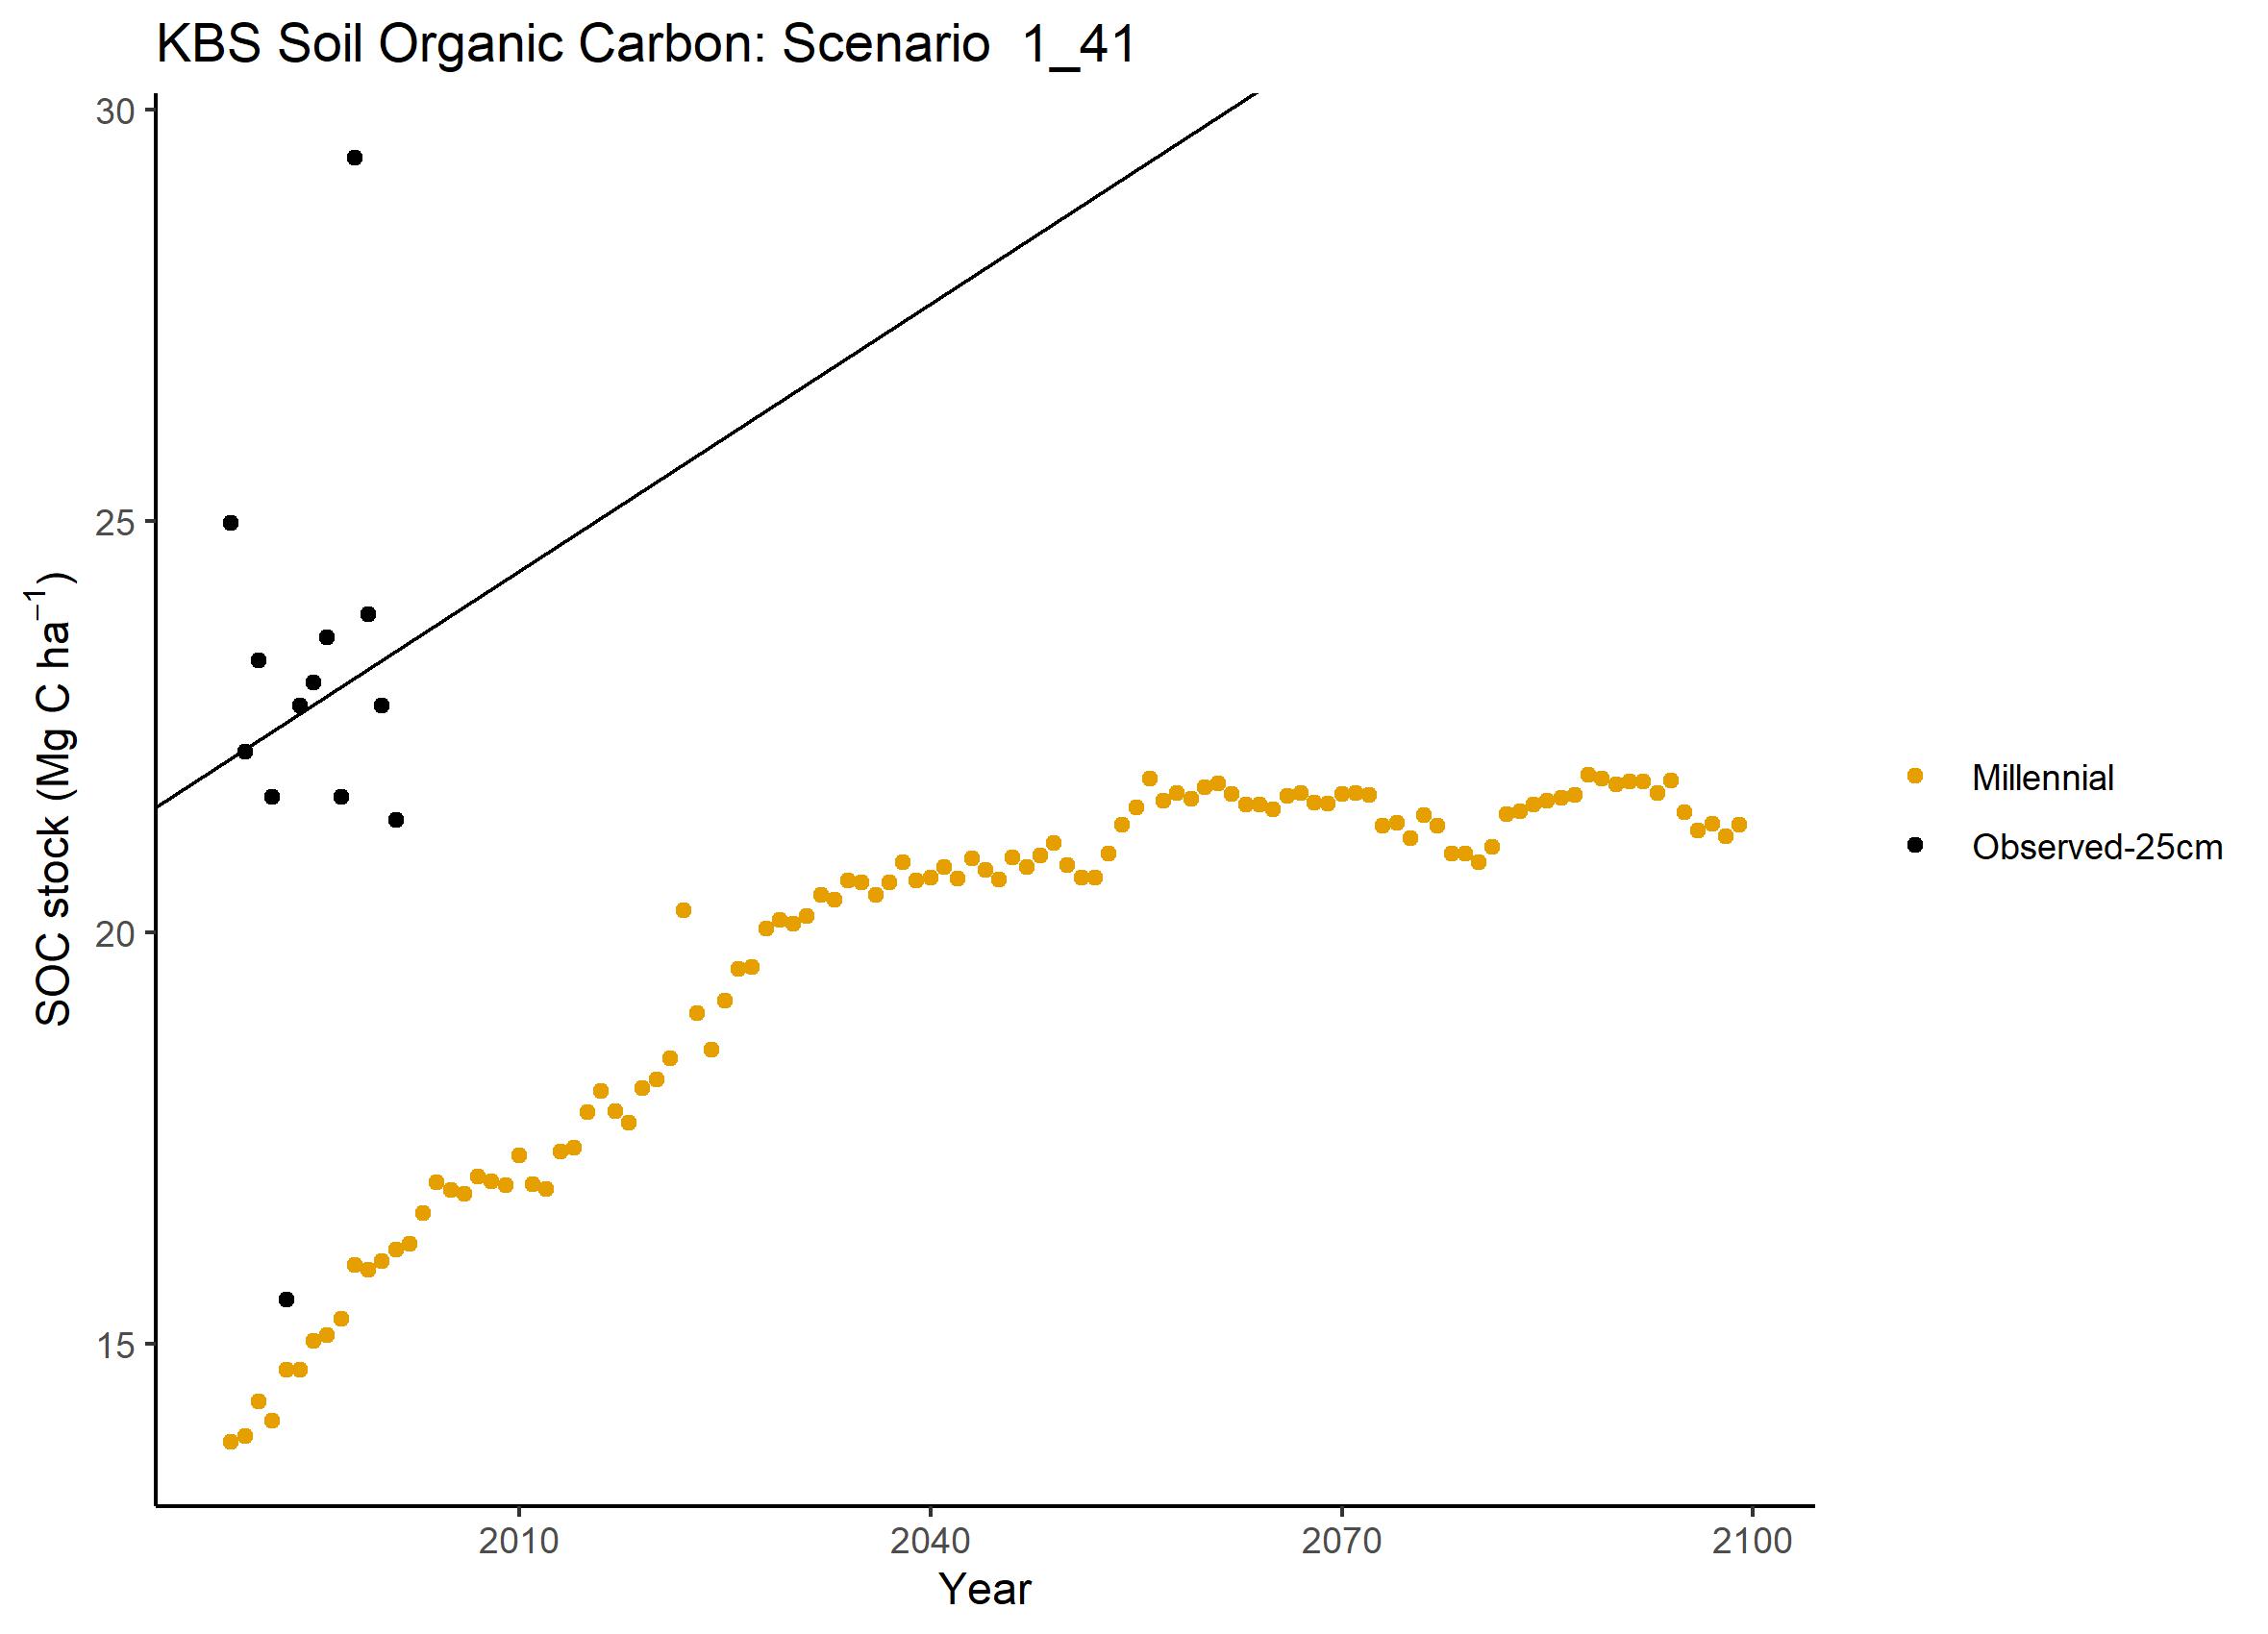 KBS Soil Organic Carbon: Scenario  1_41
SOC stock (Mg C ha⁻¹)
30
25
20
15
2010
2040
2070
2100
Year
Millennial
Observed-25cm